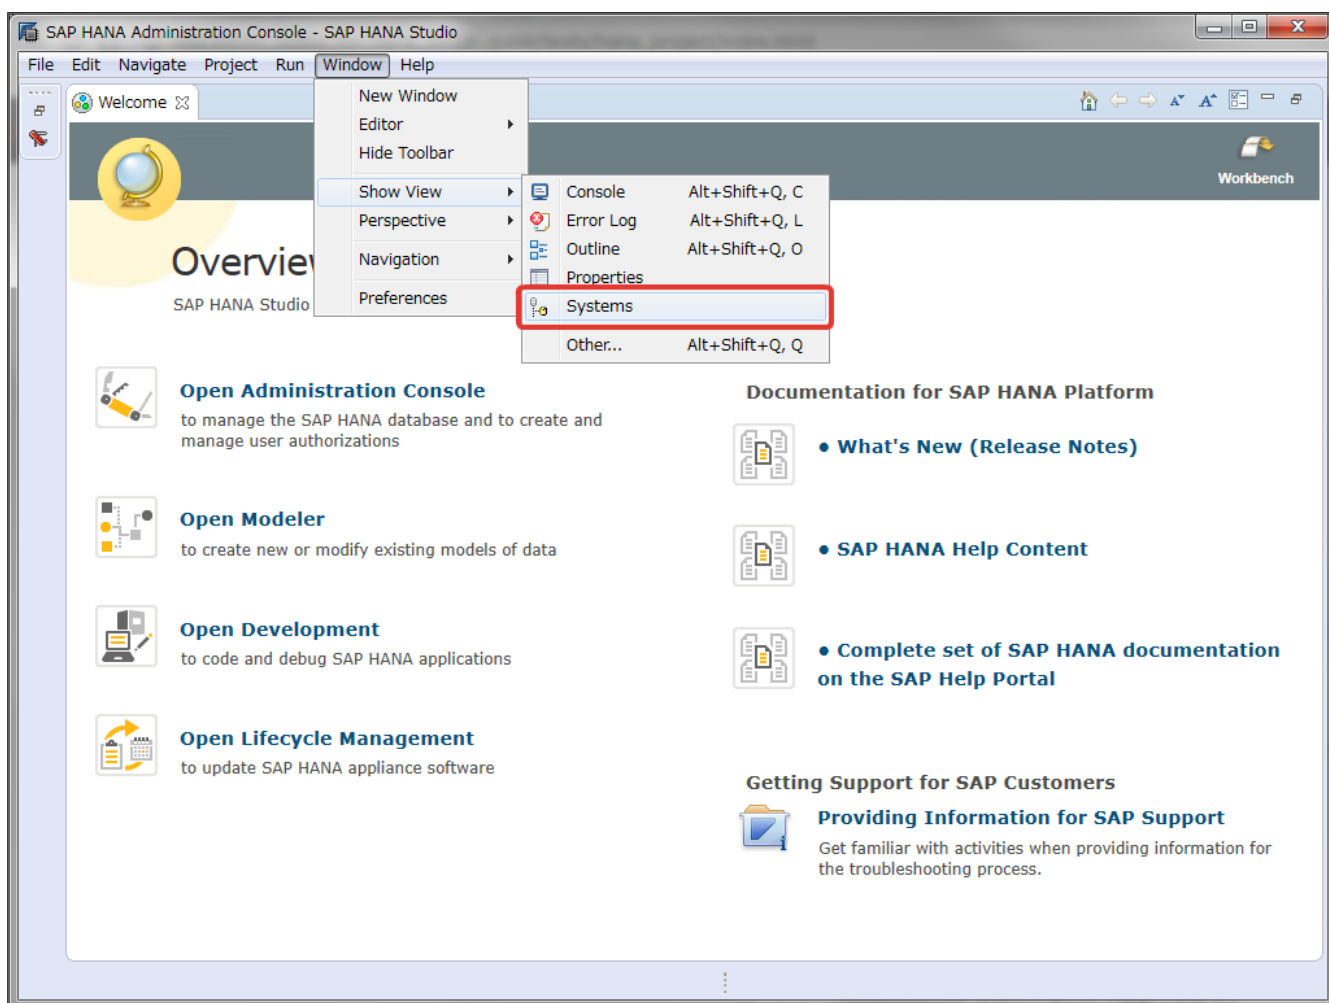 SAP HANA Administration Console - SAP HANA Studio
File Edit Navigate Project Run Window Help
Welcome
New Window
Editor
Hide Toolbar
Show View
Perspective
Navigation
Preferences
Console Alt+Shift+Q, C
Error Log Alt+Shift+Q, L
Outline Alt+Shift+Q, O
Properties
Systems
Other... Alt+Shift+Q, Q
Workbench
SAP HANA Studio
Open Administration Console
to manage the SAP HANA database and to create and
manage user authorizations
Open Modeler
to create new or modify existing models of data
Open Development
to code and debug SAP HANA applications
Open Lifecycle Management
to update SAP HANA appliance software
Documentation for SAP HANA Platform
• What's New (Release Notes)
• SAP HANA Help Content
• Complete set of SAP HANA documentation
on the SAP Help Portal
Getting Support for SAP Customers
Providing Information for SAP Support
Get familiar with activities when providing information for
the troubleshooting process.